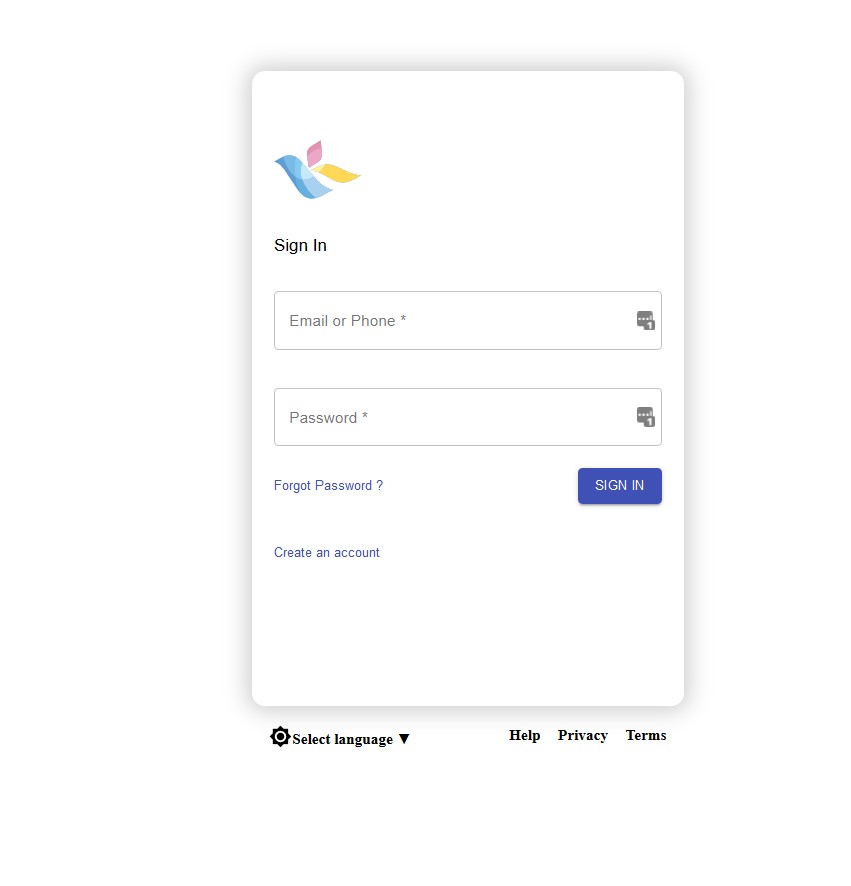 Sign In
Email or Phone *
Password *
Forgot Password ?
SIGN IN
Create an account
Select language ▼
Help Privacy Terms